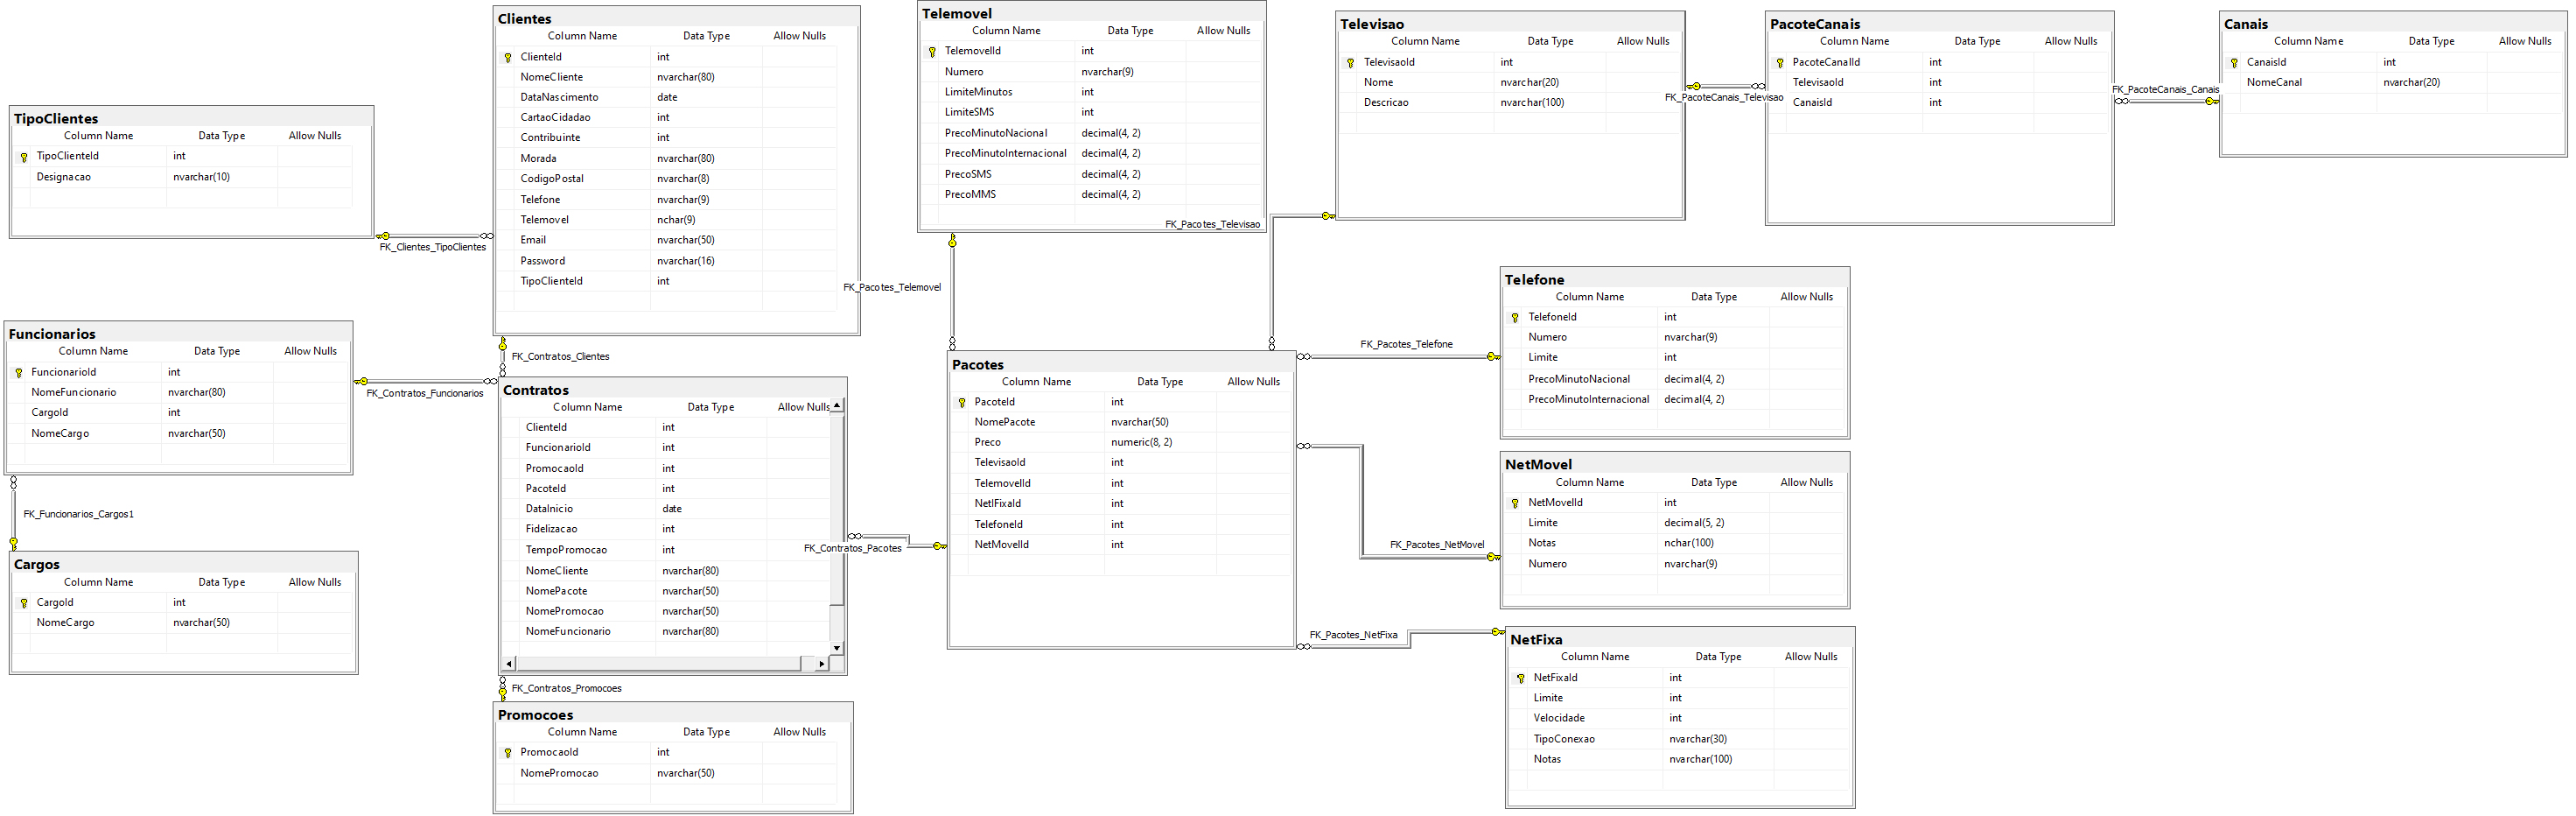 TipoClientes
Column Name Data Type Allow Nulls
TipoClienteId int
Designacao nvarchar(10)
FK_Clientes_TipoClientes
Funcionarios
Column Name Data Type Allow Nulls
FuncionarioId int
NomeFuncionario nvarchar(80)
CargoId int
NomeCargo nvarchar(50)
FK_Contratos_Funcionarios
FK_Funcionarios_Cargos1
Cargos
Column Name Data Type Allow Nulls
CargoId int
NomeCargo nvarchar(50)
Clientes
Column Name Data Type Allow Nulls
ClienteId int
NomeCliente nvarchar(80)
DataNascimento date
CartaoCidadao int
Contribuinte int
Morada nvarchar(80)
CodigoPostal nvarchar(8)
Telefone nvarchar(9)
Telemovel nchar(9)
Email nvarchar(50)
Password nvarchar(16)
TipoClienteId int
FK_Contratos_Clientes
Contratos
Column Name Data Type Allow Nulls
ClienteId int
FuncionarioId int
PromocaoId int
PacoteId int
DataInicio date
Fidelizacao int
TempoPromocao int
NomeCliente nvarchar(80)
NomePacote nvarchar(50)
NomePromocao nvarchar(50)
NomeFuncionario nvarchar(80)
FK_Contratos_Pacotes
FK_Contratos_Promocoes
Promocoes
Column Name Data Type Allow Nulls
PromocaoId int
NomePromocao nvarchar(50)
Telemovel
Column Name Data Type Allow Nulls
TelemovelId int
Numero nvarchar(9)
LimiteMinutos int
LimiteSMS int
PrecoMinutoNacional decimal(4, 2)
PrecoMinutoInternacional decimal(4, 2)
PrecoSMS decimal(4, 2)
PrecoMMS decimal(4, 2)
FK_Pacotes_Televisao
FK_Pacotes_Telemovel
Pacotes
Column Name Data Type Allow Nulls
PacoteId int
NomePacote nvarchar(50)
Preco numeric(8, 2)
TelevisaoId int
TelemovelId int
NetIFixaId int
TelefoneId int
NetMovelId int
Televisao
Column Name Data Type Allow Nulls
TelevisaoId int
Nome nvarchar(20)
Descricao nvarchar(100)
FK_PacoteCanais_Televisao
PacoteCanais
Column Name Data Type Allow Nulls
PacoteCanalId int
TelevisaoId int
CanaisId int
FK_PacoteCanais_Canais
Canais
Column Name Data Type Allow Nulls
CanaisId int
NomeCanal nvarchar(20)
FK_Pacotes_Telefone
Telefone
Column Name Data Type Allow Nulls
TelefoneId int
Numero nvarchar(9)
Limite int
PrecoMinutoNacional decimal(4, 2)
PrecoMinutoInternacional decimal(4, 2)
FK_Pacotes_NetMovel
NetMovel
Column Name Data Type Allow Nulls
NetMovelId int
Limite decimal(5, 2)
Notas nchar(100)
Numero nvarchar(9)
FK_Pacotes_NetFixa
NetFixa
Column Name Data Type Allow Nulls
NetFixaId int
Limite int
Velocidade int
TipoConexao nvarchar(30)
Notas nvarchar(100)